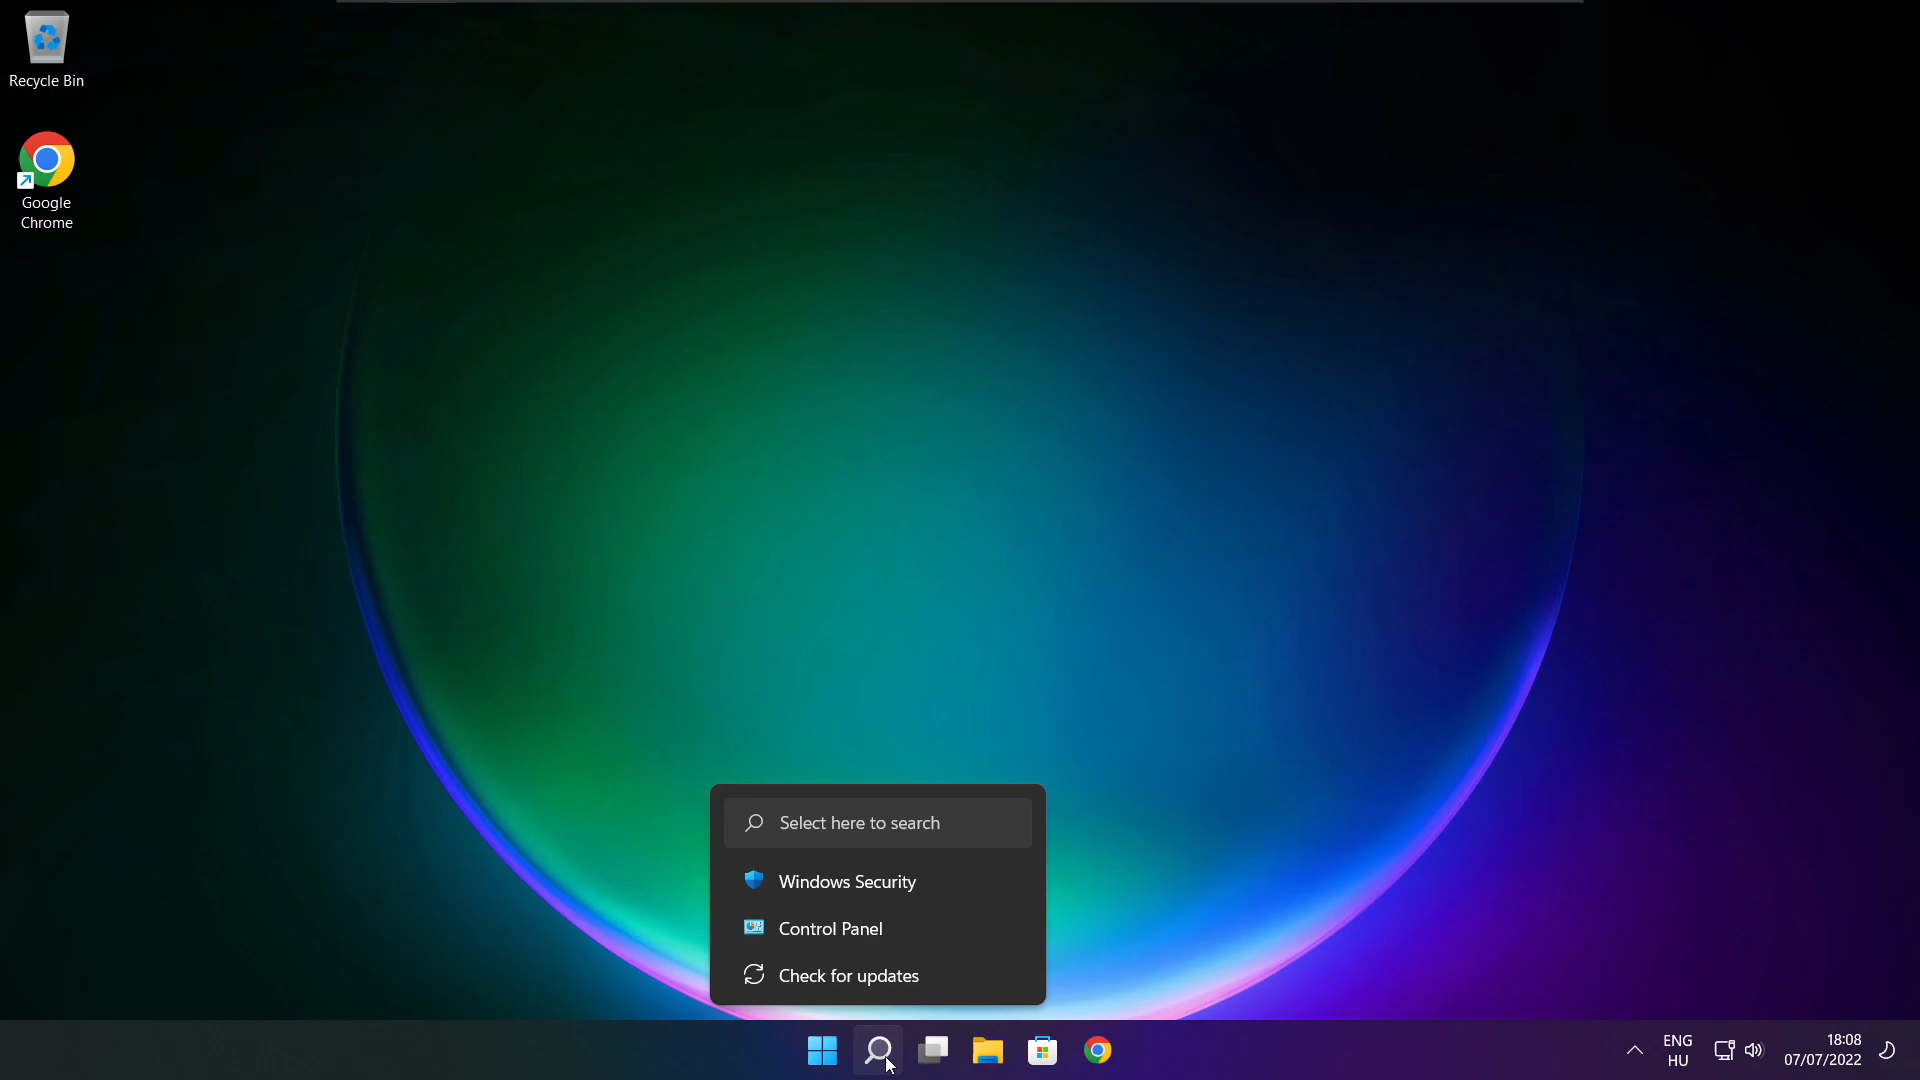 Recycle Bin
Google
Chrome
Select here to search
Windows Security
Control Panel
Check for updates
ENG
HU
18:08
07/07/2022